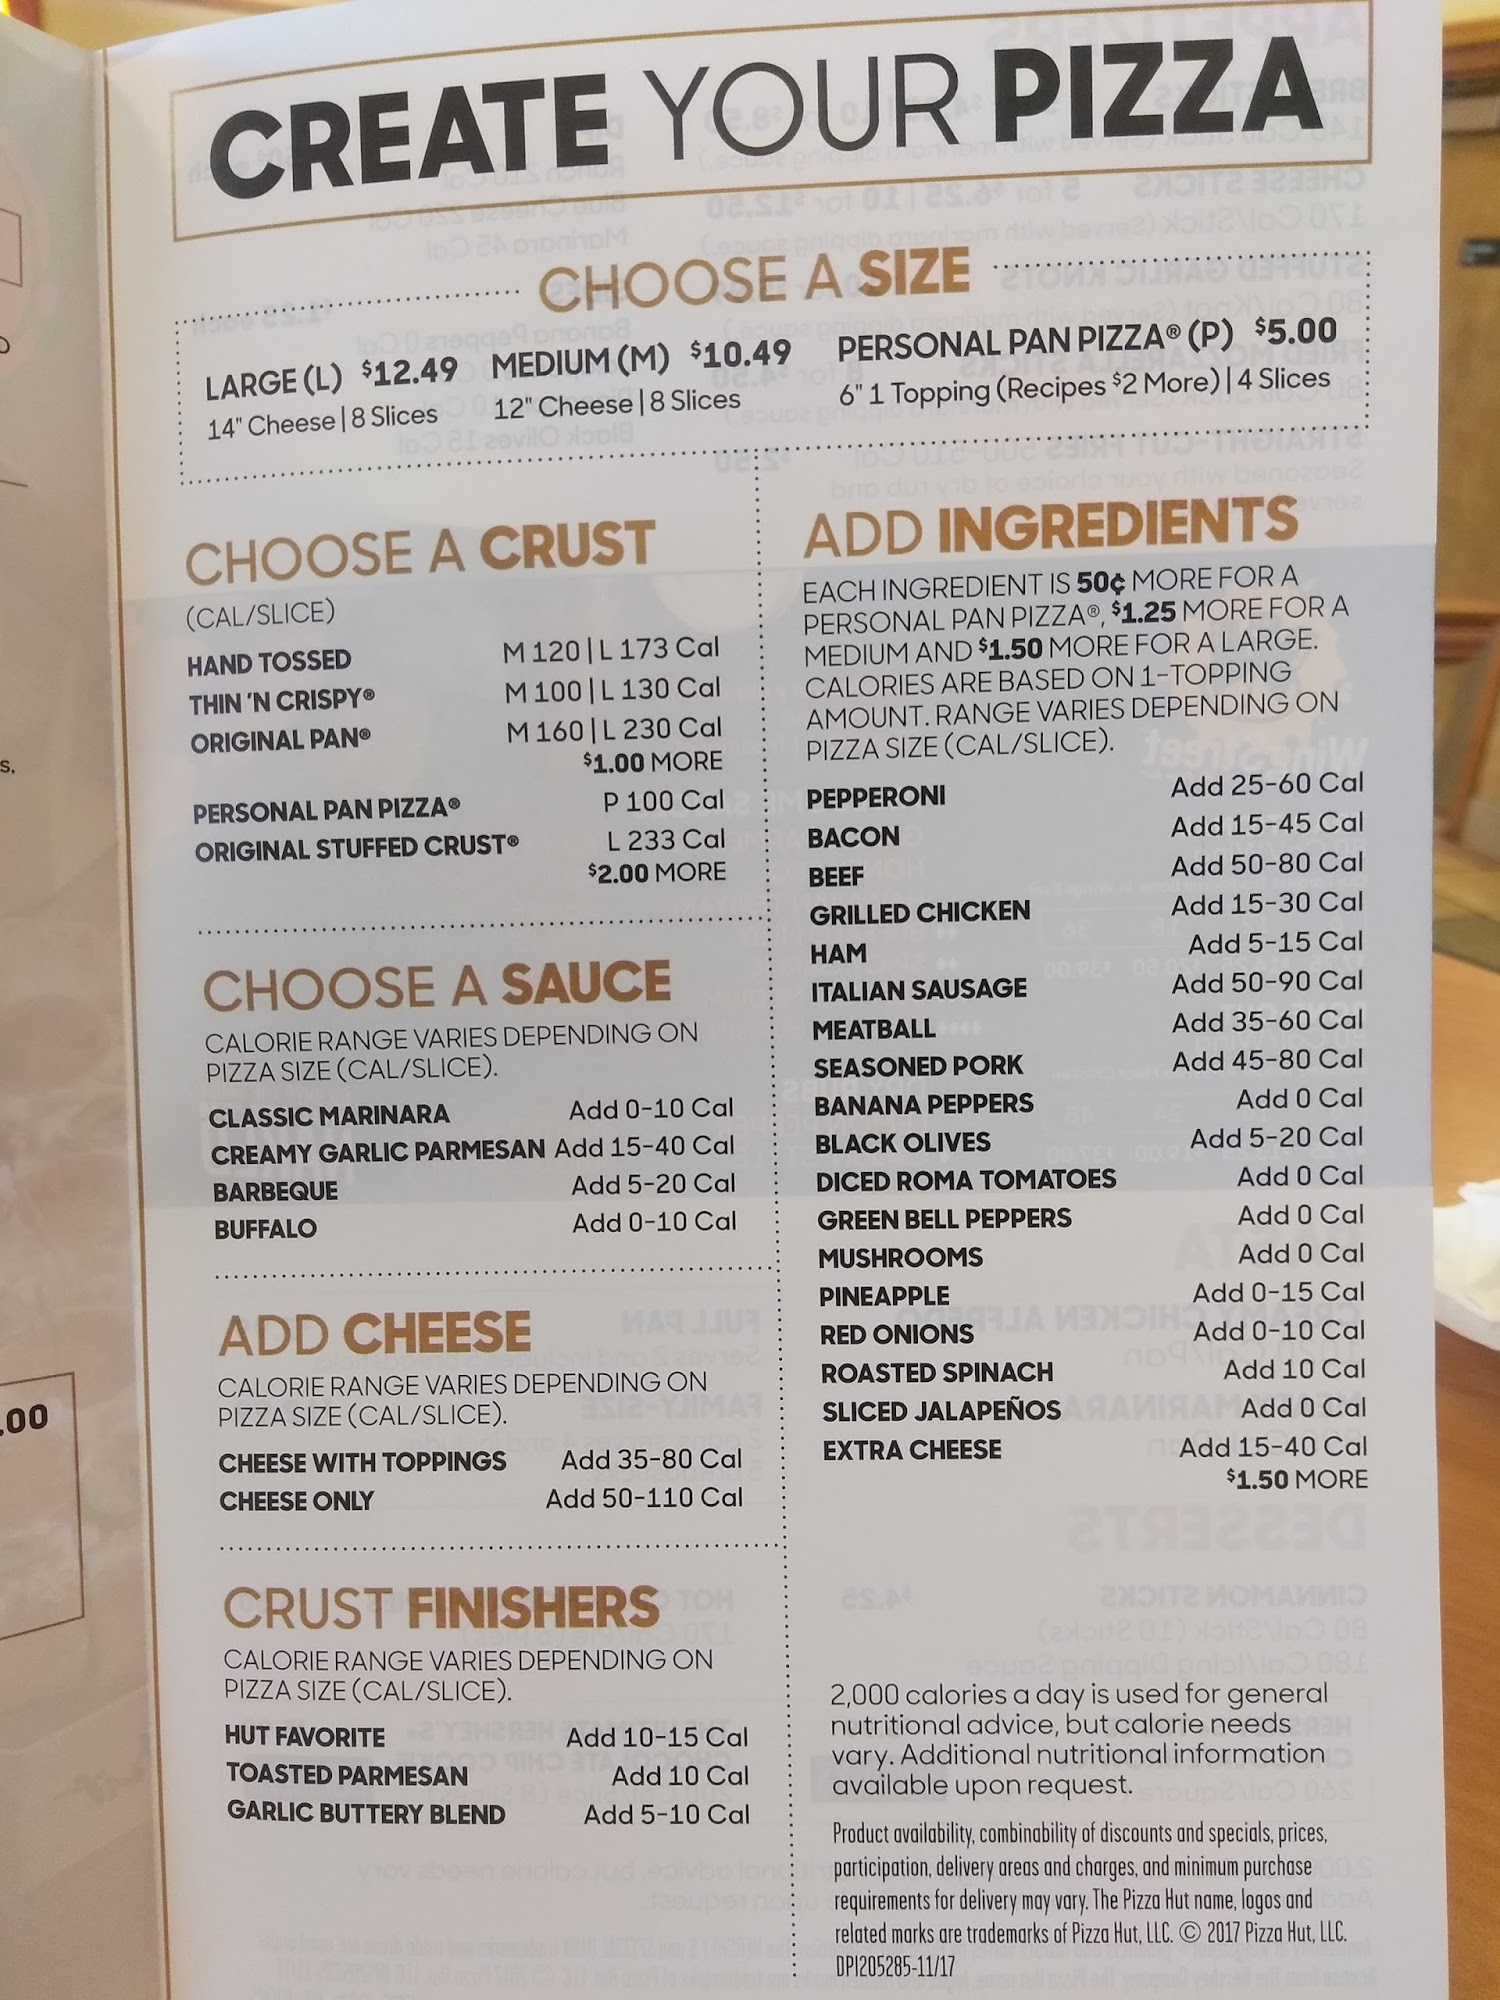 CREATE YOUR PIZZA
CHOOSE A SIZE
LARGE (L) $12.49
14" Cheese | 8 Slices
MEDIUM (M) $10.49
12" Cheese | 8 Slices
PERSONAL PAN PIZZA® (P) $5.00
6" 1 Topping (Recipes $2 More) | 4 Slices
CHOOSE A CRUST
(CAL/SLICE)
HAND TOSSED M 120 | L 173 Cal
THIN 'N CRISPY® M 100 | L 130 Cal
ORIGINAL PAN® M 160 | L 230 Cal
$1.00 MORE
PERSONAL PAN PIZZA® P 100 Cal
ORIGINAL STUFFED CRUST® L 233 Cal
$2.00 MORE
CHOOSE A SAUCE
CALORIE RANGE VARIES DEPENDING ON
PIZZA SIZE (CAL/SLICE).
CLASSIC MARINARA Add 0-10 Cal
CREAMY GARLIC PARMESAN Add 15-40 Cal
BARBEQUE Add 5-20 Cal
BUFFALO Add 0-10 Cal
ADD CHEESE
CALORIE RANGE VARIES DEPENDING ON
PIZZA SIZE (CAL/SLICE).
CHEESE WITH TOPPINGS Add 35-80 Cal
CHEESE ONLY Add 50-110 Cal
CRUST FINISHERS
CALORIE RANGE VARIES DEPENDING ON
PIZZA SIZE (CAL/SLICE).
HUT FAVORITE Add 10-15 Cal
TOASTED PARMESAN Add 10 Cal
GARLIC BUTTERY BLEND Add 5-10 Cal
ADD INGREDIENTS
EACH INGREDIENT IS 50¢ MORE FOR A
PERSONAL PAN PIZZA®, $1.25 MORE FOR A
MEDIUM AND $1.50 MORE FOR A LARGE.
CALORIES ARE BASED ON 1-TOPPING
AMOUNT. RANGE VARIES DEPENDING ON
PIZZA SIZE (CAL/SLICE).
PEPPERONI Add 25-60 Cal
BACON Add 15-45 Cal
BEEF Add 50-80 Cal
GRILLED CHICKEN Add 15-30 Cal
HAM Add 5-15 Cal
ITALIAN SAUSAGE Add 50-90 Cal
MEATBALL Add 35-60 Cal
SEASONED PORK Add 45-80 Cal
BANANA PEPPERS Add 0 Cal
BLACK OLIVES Add 5-20 Cal
DICED ROMA TOMATOES Add 0 Cal
GREEN BELL PEPPERS Add 0 Cal
MUSHROOMS Add 0 Cal
PINEAPPLE Add 0-15 Cal
RED ONIONS Add 0-10 Cal
ROASTED SPINACH Add 10 Cal
SLICED JALAPEÑOS Add 0 Cal
EXTRA CHEESE Add 15-40 Cal
$1.50 MORE
2,000 calories a day is used for general
nutritional advice, but calorie needs
vary. Additional nutritional information
available upon request.
Product availability, combinability of discounts and specials, prices,
participation, delivery areas and charges, and minimum purchase
requirements for delivery may vary. The Pizza Hut name, logos and
related marks are trademarks of Pizza Hut, LLC. © 2017 Pizza Hut, LLC.
DPI205285-11/17
s.
.00